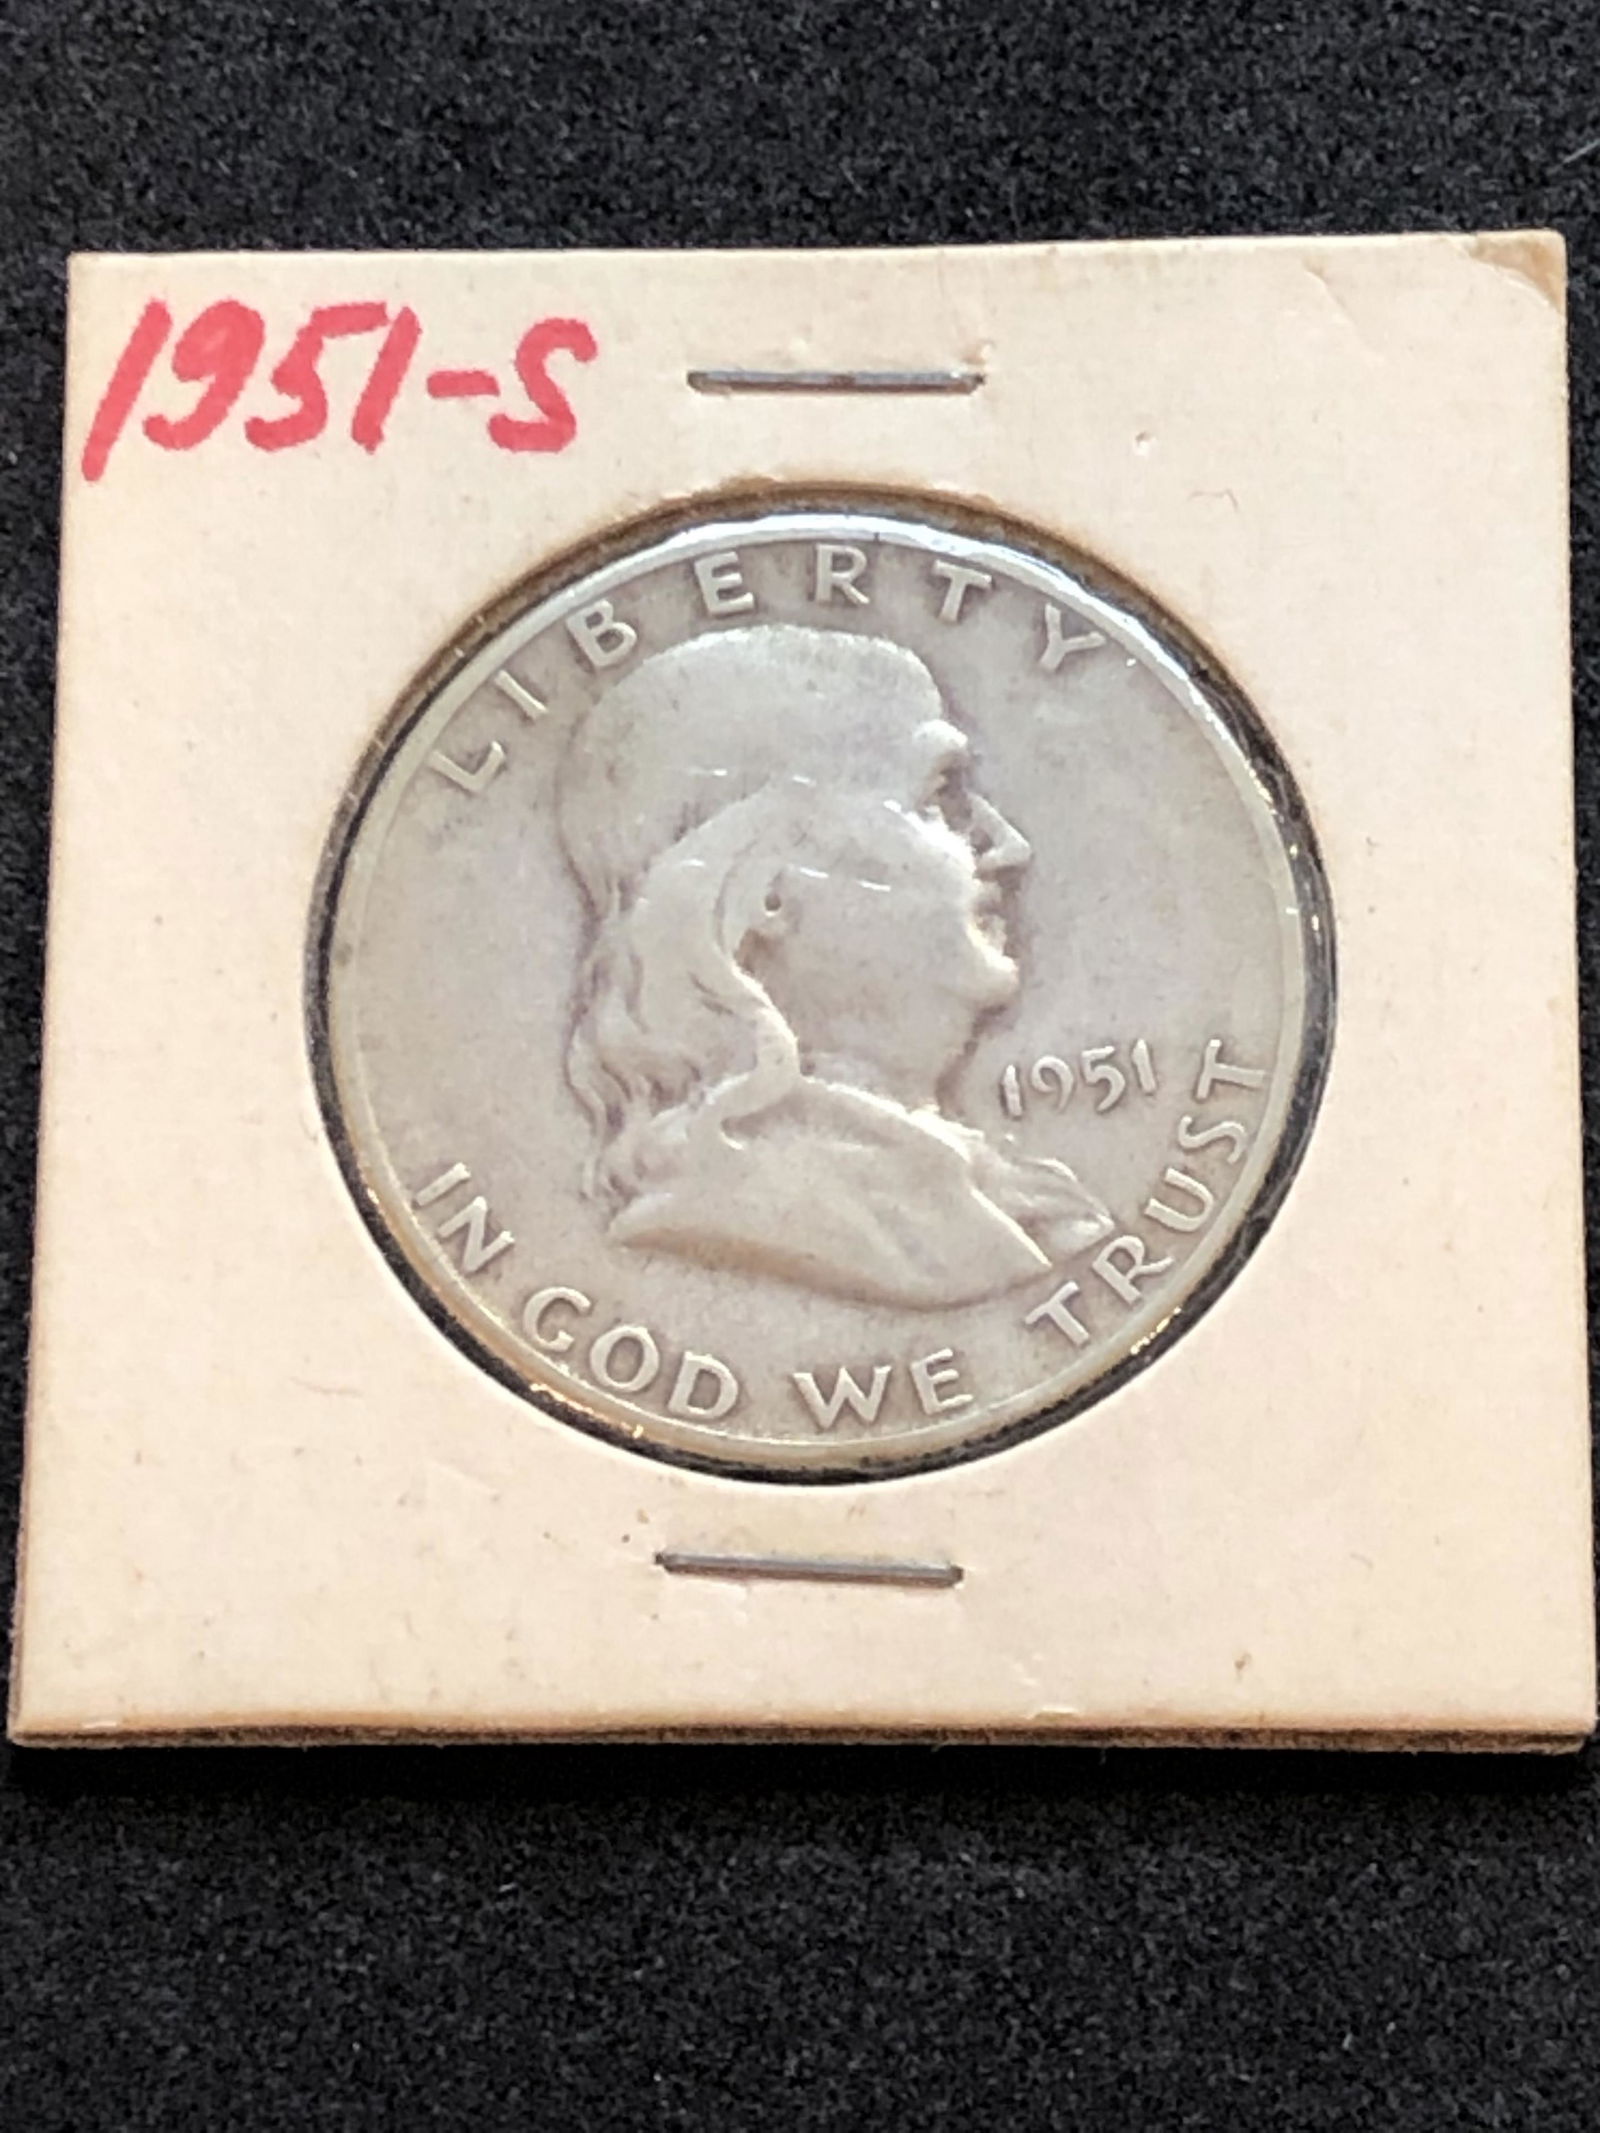 1951-S
LIBERTY
1951
IN GOD WE TRUST